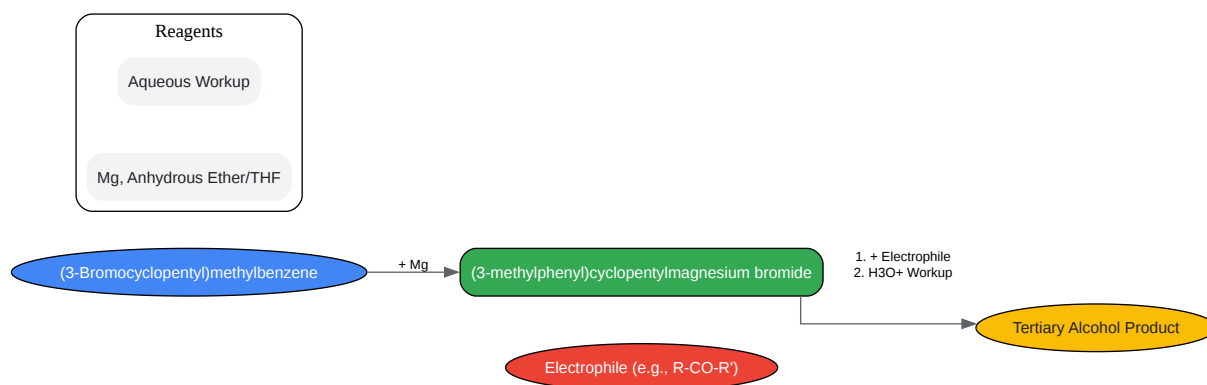 Reagents
Aqueous Workup
Mg, Anhydrous Ether/THF
(3-Bromocyclopentyl)methylbenzene
+ Mg
(3-methylphenyl)cyclopentylmagnesium bromide
1. + Electrophile
2. H3O+ Workup
Tertiary Alcohol Product
Electrophile (e.g., R-CO-R')